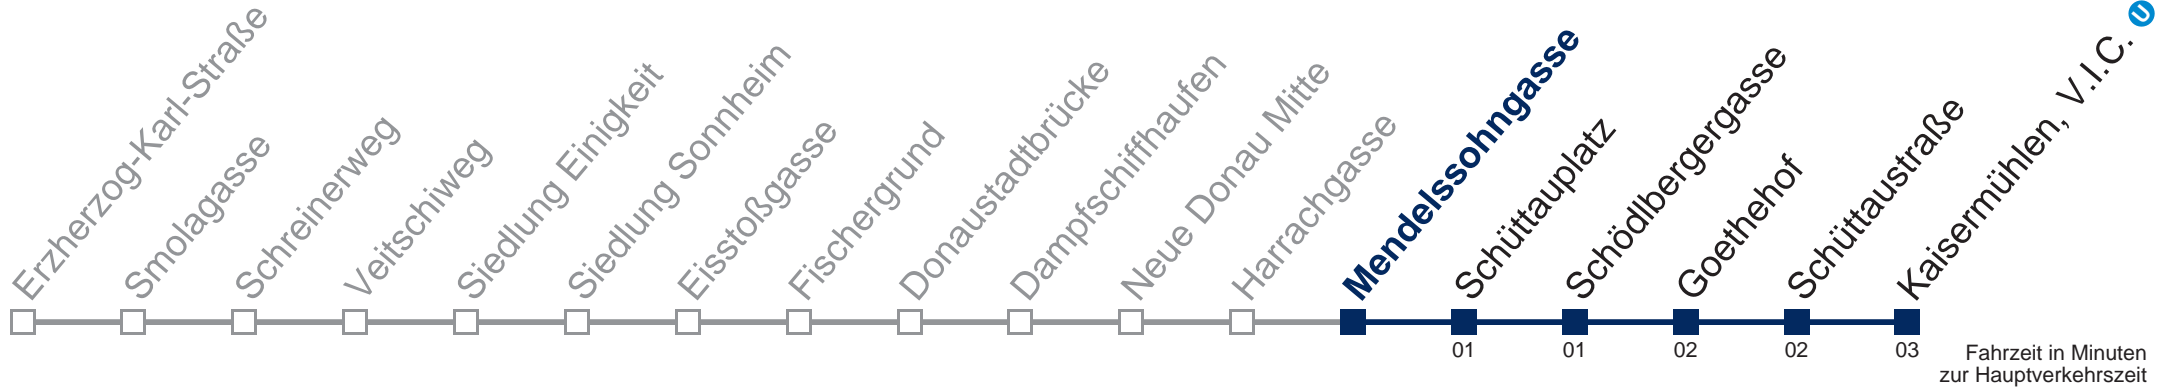 Erzherzog-Karl-Straße
Smolagasse
Schreinerweg
Veitschiweg
Siedlung Einigkeit
Siedlung Sonnheim
Eisstoßgasse
Fischergrund
Donaustadtbrücke
Dampfschiffhaufen
Neue Donau Mitte
Harrachgasse
Mendelssohngasse
Schüttauplatz
Schödlbergergasse
Goethehof
Schüttaustraße
Kaisermühlen, V.I.C. U
01
01
02
02
03
Fahrzeit in Minuten
zur Hauptverkehrszeit